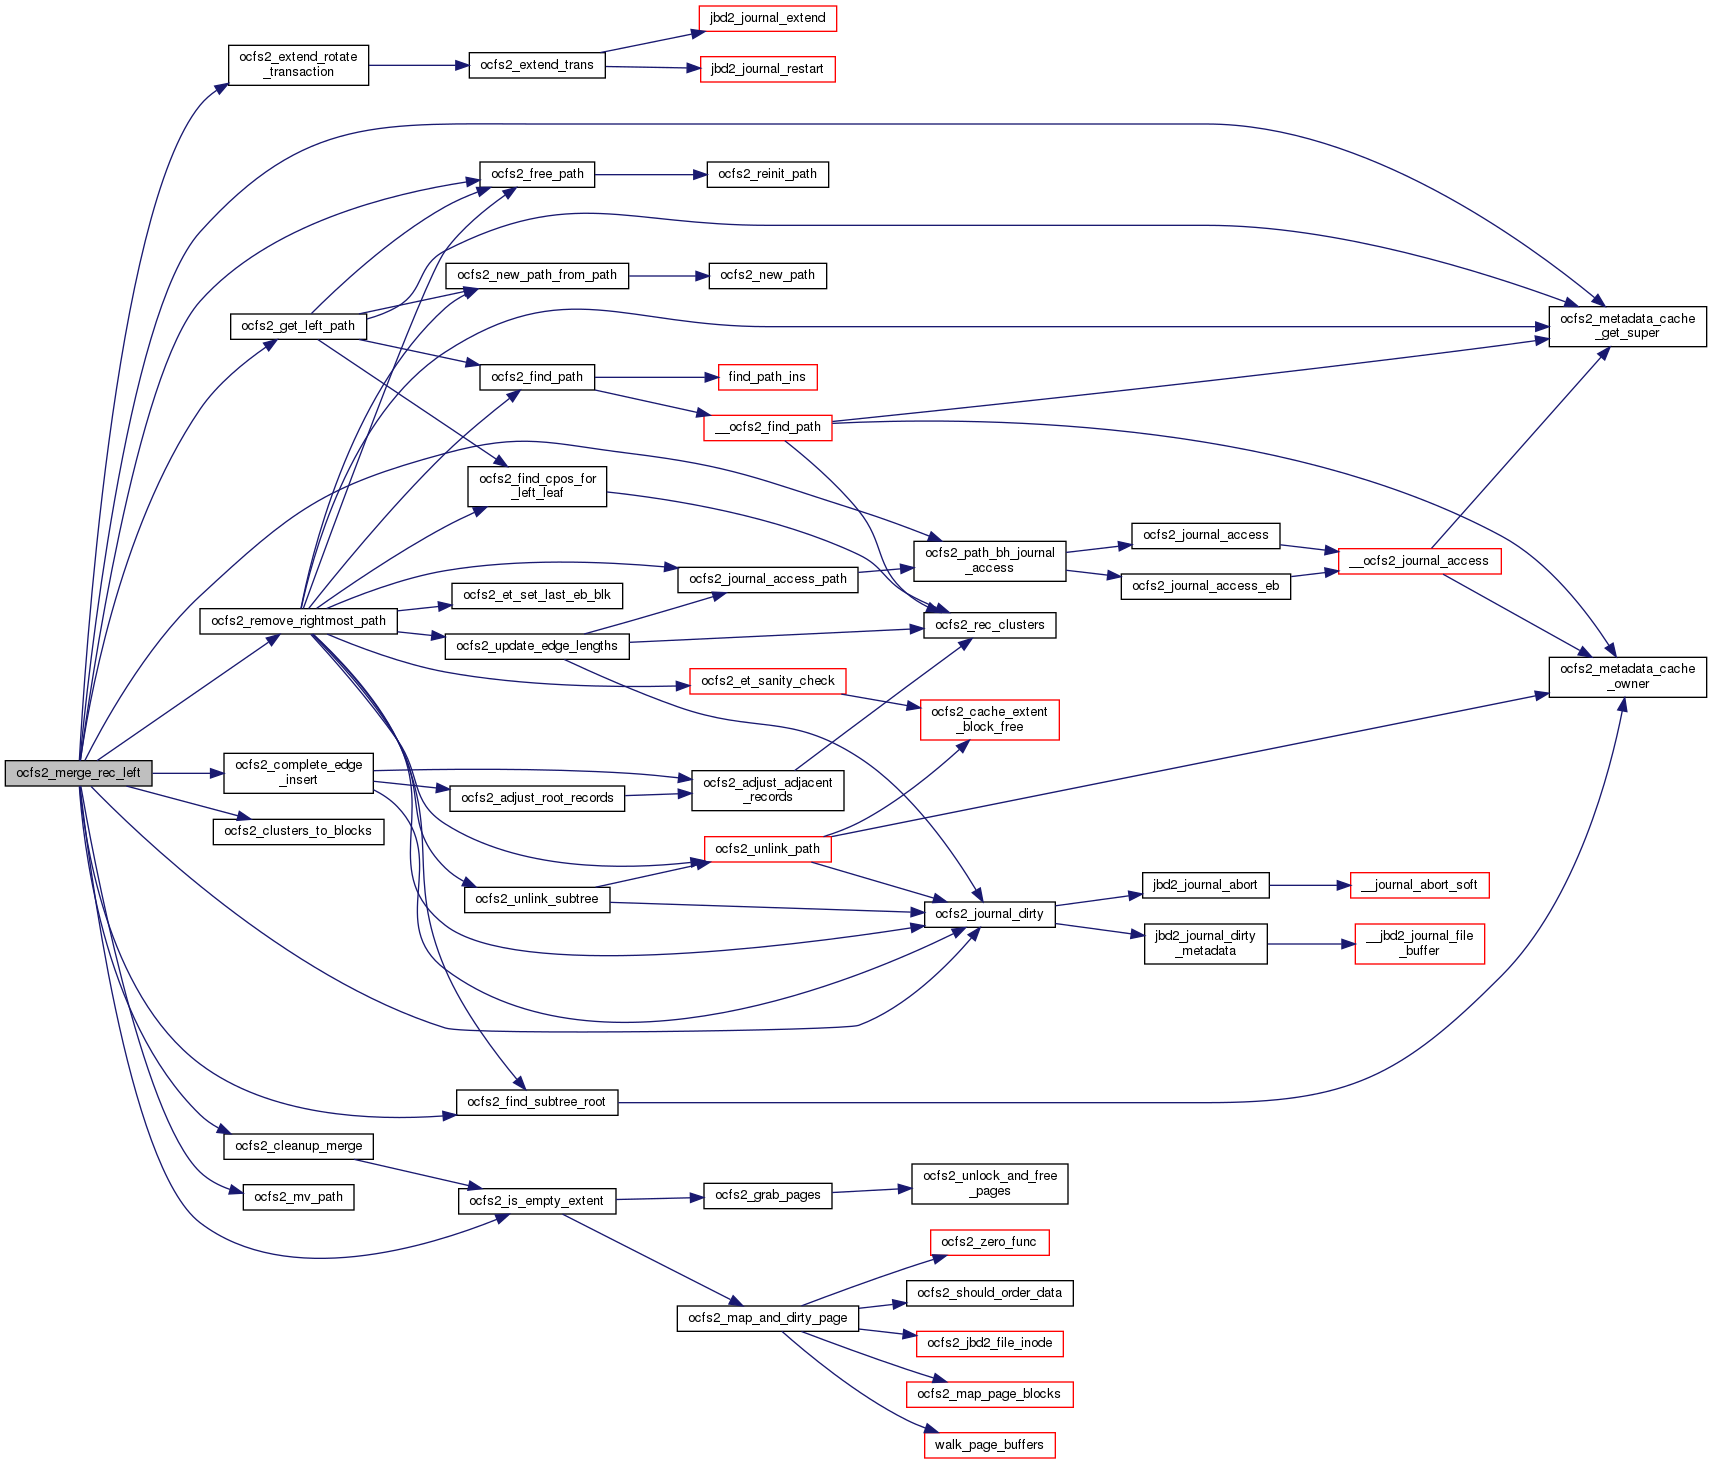 jbd2_journal_extend
ocfs2_extend_rotate
_transaction
ocfs2_extend_trans
jbd2_journal_restart
ocfs2_free_path
ocfs2_reinit_path
ocfs2_new_path_from_path
ocfs2_new_path
ocfs2_get_left_path
ocfs2_metadata_cache
_get_super
ocfs2_find_path
find_path_ins
__ocfs2_find_path
ocfs2_find_cpos_for
_left_leaf
ocfs2_journal_access
ocfs2_path_bh_journal
_access
__ocfs2_journal_access
ocfs2_journal_access_path
ocfs2_journal_access_eb
ocfs2_et_set_last_eb_blk
ocfs2_remove_rightmost_path
ocfs2_rec_clusters
ocfs2_update_edge_lengths
ocfs2_et_sanity_check
ocfs2_metadata_cache
_owner
ocfs2_cache_extent
_block_free
ocfs2_merge_rec_left
ocfs2_complete_edge
_insert
ocfs2_adjust_adjacent
_records
ocfs2_adjust_root_records
ocfs2_clusters_to_blocks
ocfs2_unlink_path
jbd2_journal_abort
__journal_abort_soft
ocfs2_unlink_subtree
ocfs2_journal_dirty
jbd2_journal_dirty
_metadata
__jbd2_journal_file
_buffer
ocfs2_find_subtree_root
ocfs2_cleanup_merge
ocfs2_unlock_and_free
_pages
ocfs2_mv_path
ocfs2_is_empty_extent
ocfs2_grab_pages
ocfs2_zero_func
ocfs2_should_order_data
ocfs2_map_and_dirty_page
ocfs2_jbd2_file_inode
ocfs2_map_page_blocks
walk_page_buffers